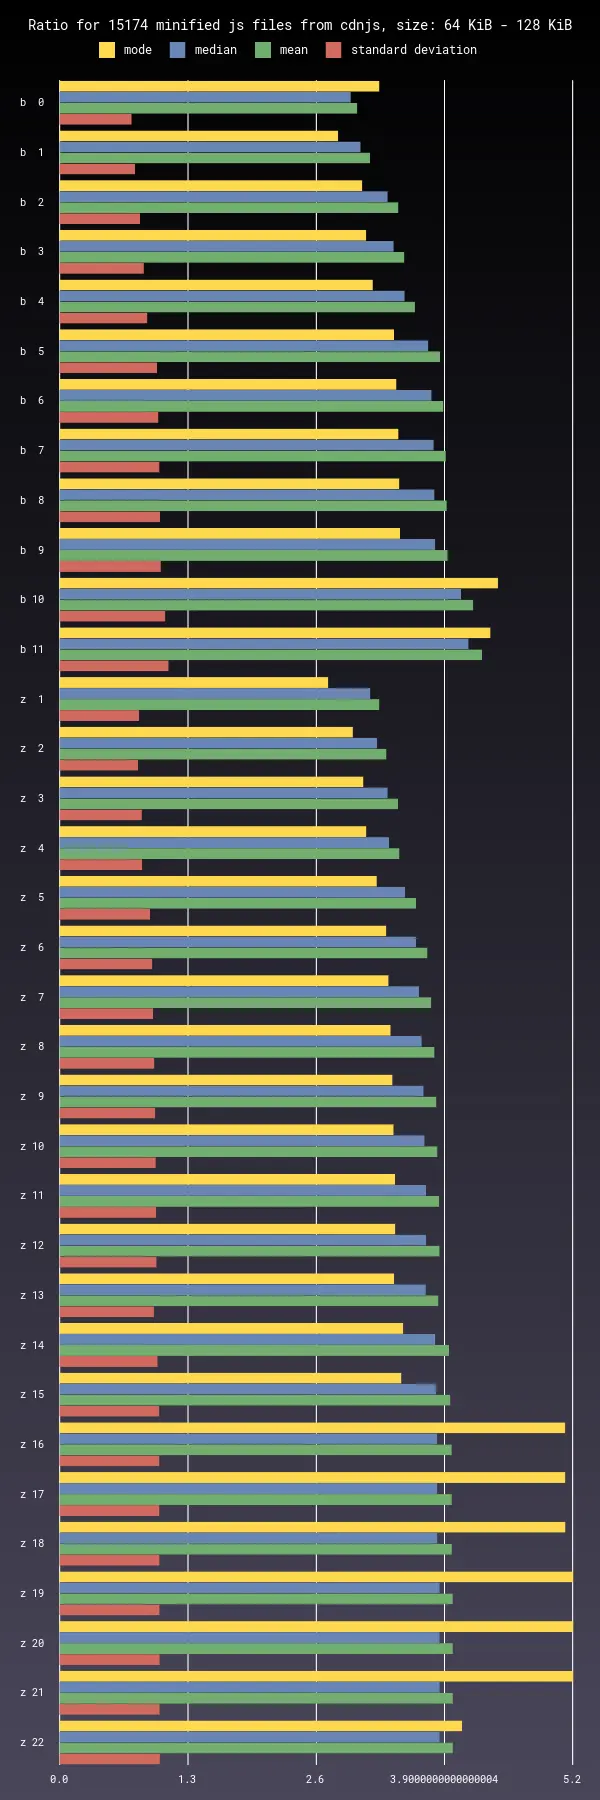 Ratio for 15174 minified js files from cdnjs, size: 64 KiB - 128 KiB
mode median mean standard deviation
b 0
b 1
b 2
b 3
b 4
b 5
b 6
b 7
b 8
b 9
b 10
b 11
z 1
z 2
z 3
z 4
z 5
z 6
z 7
z 8
z 9
z 10
z 11
z 12
z 13
z 14
z 15
z 16
z 17
z 18
z 19
z 20
z 21
z 22
0.0 1.3 2.6 3.9000000000000004 5.2